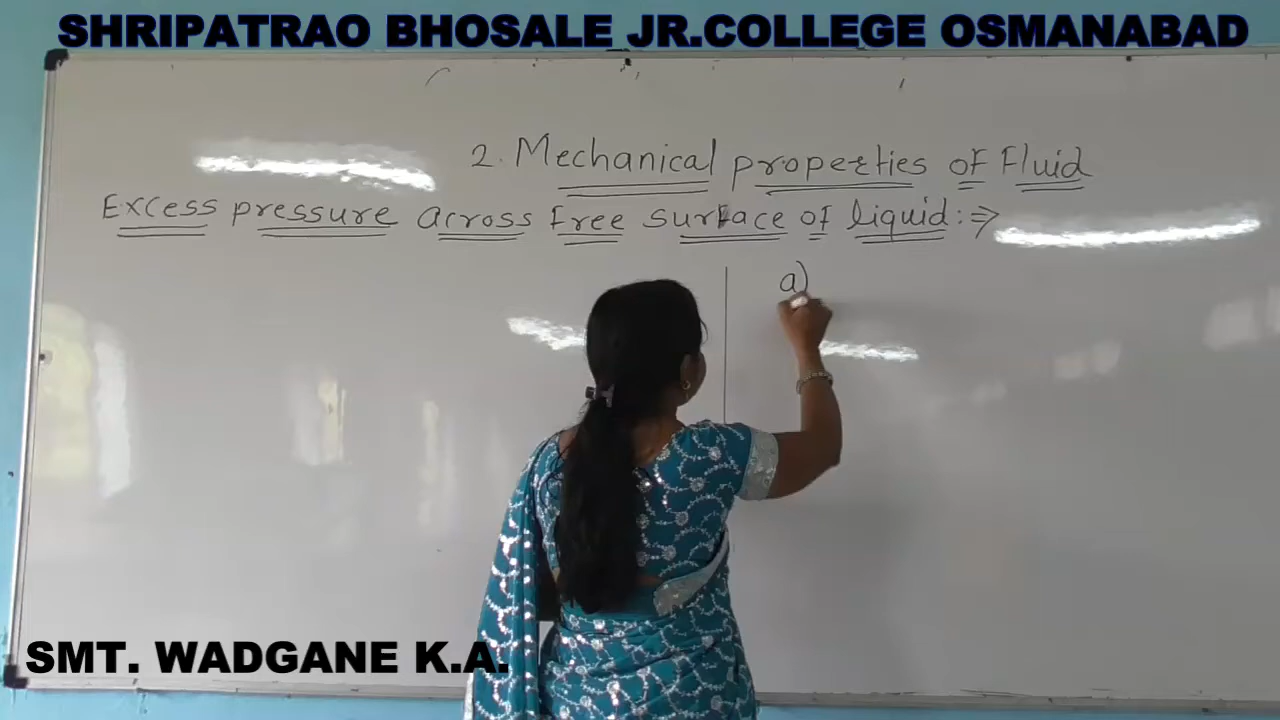 SHRIPATRAO BHOSALE JR.COLLEGE OSMANABAD
2. Mechanical properties of Fluid
Excess pressure across free surface of liquid :⇒
a)
SMT. WADGANE K.A.